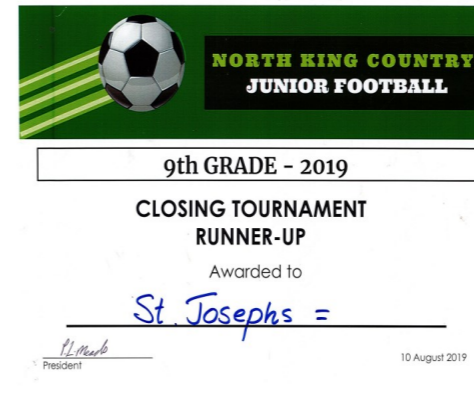 NORTH KING COUNTRY
JUNIOR FOOTBALL
9th GRADE - 2019
CLOSING TOURNAMENT
RUNNER-UP
Awarded to
St. Josephs =
President
10 August 2019